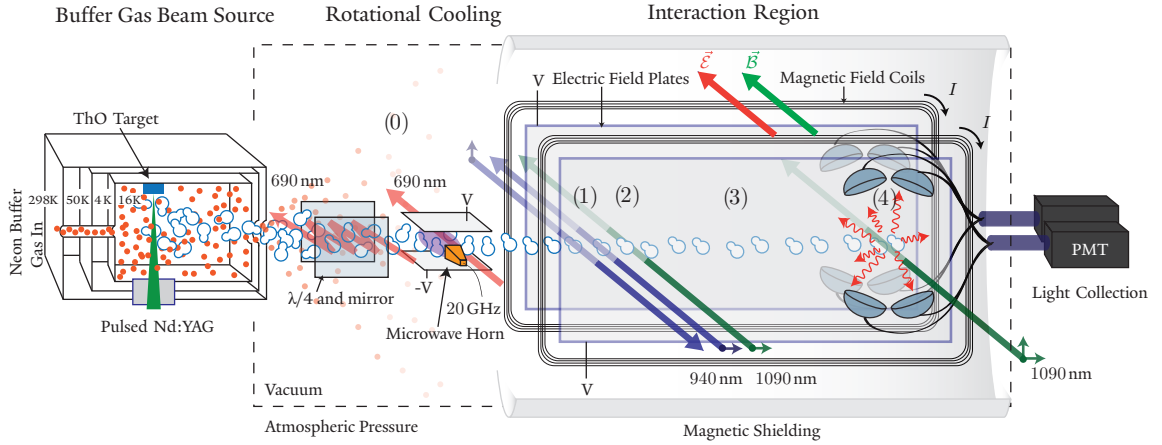 Buffer Gas Beam Source
Rotational Cooling
Interaction Region
ThO Target
298K
50K
4K
16K
Neon Buffer
Gas In
Pulsed Nd:YAG
(0)
690 nm
690 nm
V
-V
λ/4 and mirror
20 GHz
Microwave Horn
Vacuum
Atmospheric Pressure
V
Electric Field Plates
ℰ⃗
ℬ⃗
Magnetic Field Coils
I
I
(1)
(2)
(3)
(4)
V
940 nm
1090 nm
1090 nm
PMT
Light Collection
Magnetic Shielding